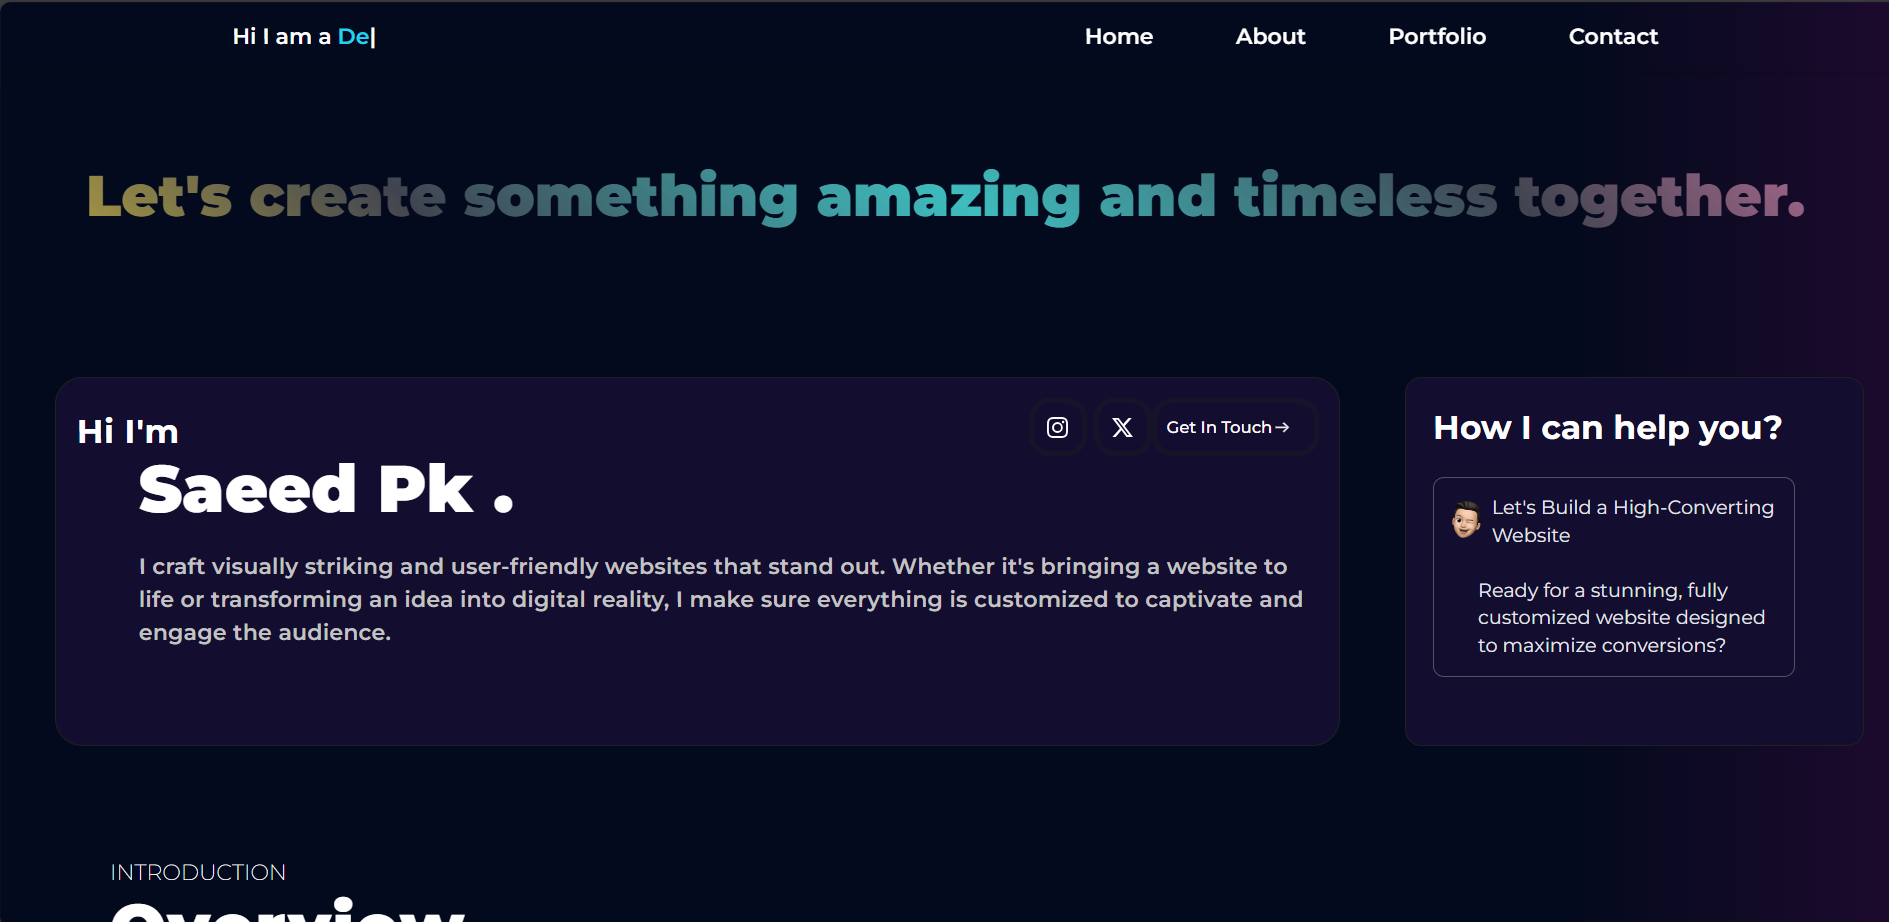 Hi I am a De|
Home About Portfolio Contact
Let's create something amazing and timeless together.
Hi I'm
Get In Touch→
Saeed Pk .
I craft visually striking and user-friendly websites that stand out. Whether it's bringing a website to
life or transforming an idea into digital reality, I make sure everything is customized to captivate and
engage the audience.
How I can help you?
Let's Build a High-Converting
Website
Ready for a stunning, fully
customized website designed
to maximize conversions?
INTRODUCTION
Overview